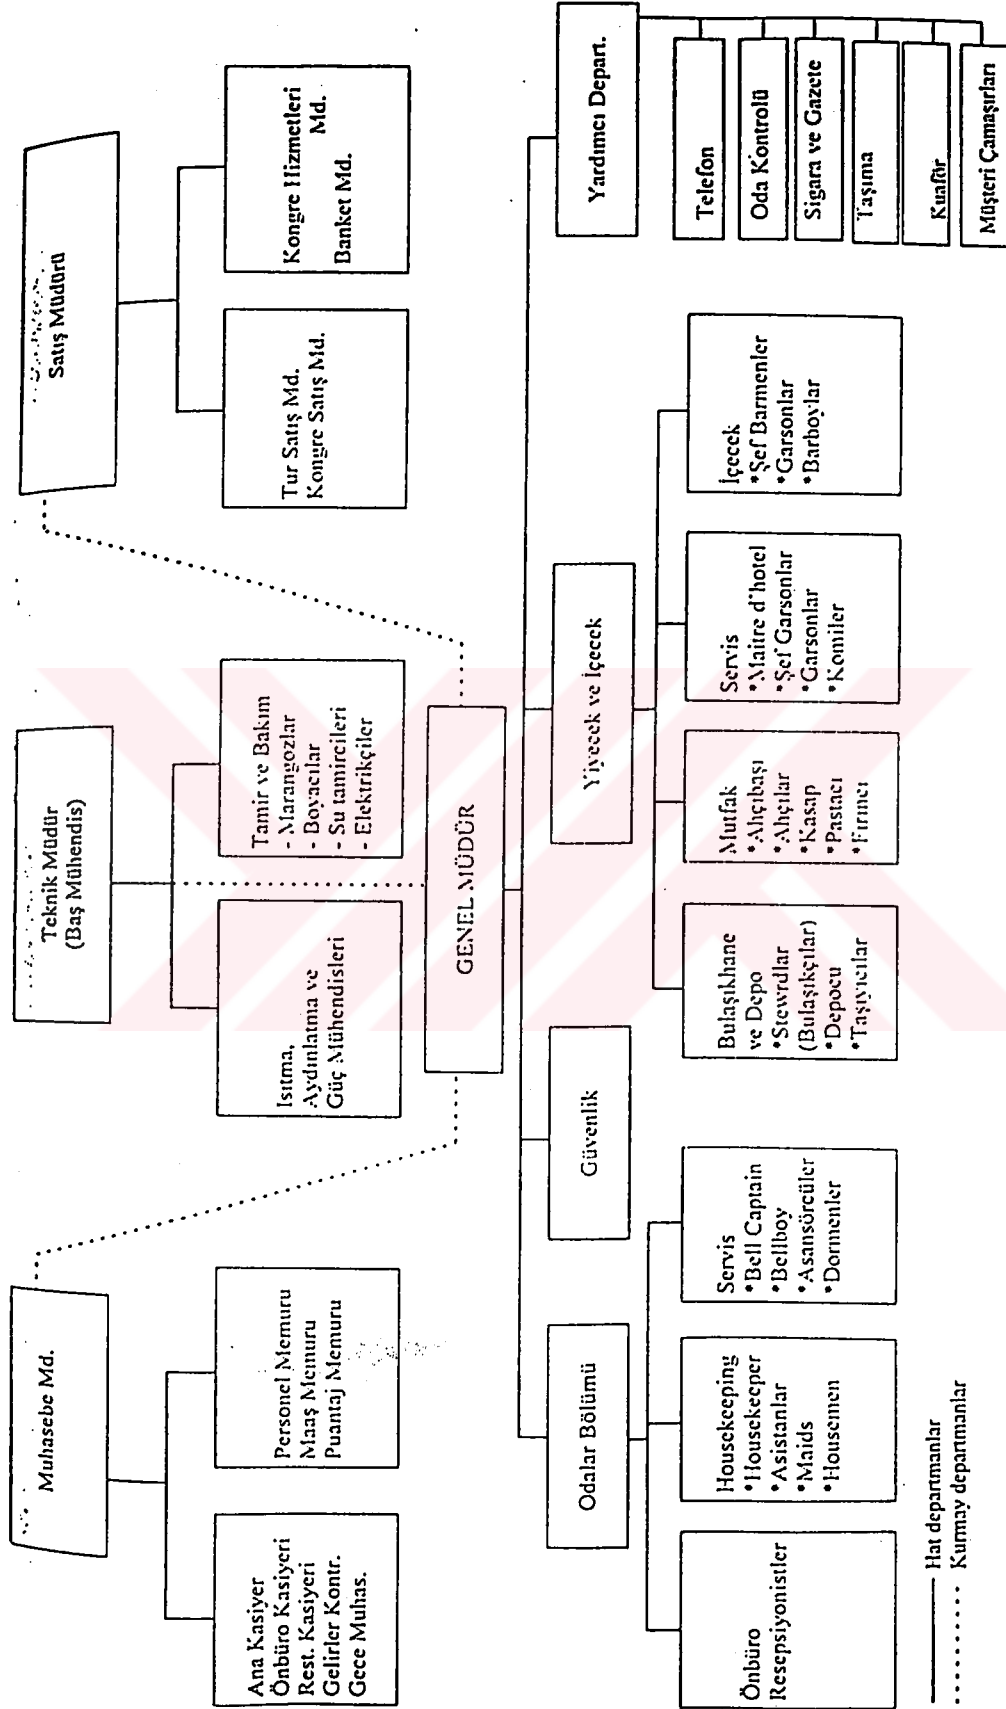 Muhasebe Md.
Ana Kasiyer
Önbüro Kasiyeri
Rest. Kasiyeri
Gelirler Kontr.
Gece Muhas.
Personel Memuru
Maaş Memuru
Puantaj Memuru
Teknik Müdür
(Baş Mühendis)
Isıtma,
Aydınlatma ve
Güç Mühendisleri
Tamir ve Bakım
- Marangozlar
- Boyacılar
- Su tamircileri
- Elektrikçiler
Satış Müdürü
Tur Satış Md.
Kongre Satış Md.
Kongre Hizmetleri
Md.
Banket Md.
GENEL MÜDÜR
Odalar Bölümü
Güvenlik
Yiyecek ve İçecek
Yardımcı Depart.
Önbüro
Resepsiyonistler
Housekeeping
*Housekeeper
*Asistanlar
*Maids
*Housemen
Servis
*Bell Captain
*Bellboy
*Asansörcüler
*Dormenler
Bulaşıkhane
ve Depo
*Stewrdlar
(Bulaşıkçılar)
*Depocu
*Taşıyıcılar
Mutfak
*Ahçıbaşı
*Ahçılar
*Kasap
*Pastacı
*Fırıncı
Servis
*Maitre d'hotel
*Şef Garsonlar
*Garsonlar
*Komiler
İçecek
*Şef Barmenler
*Garsonlar
*Barboylar
Telefon
Oda Kontrolü
Sigara ve Gazete
Taşıma
Kuaför
Müşteri Çamaşırları
Hat departmanlar
Kurmay departmanlar